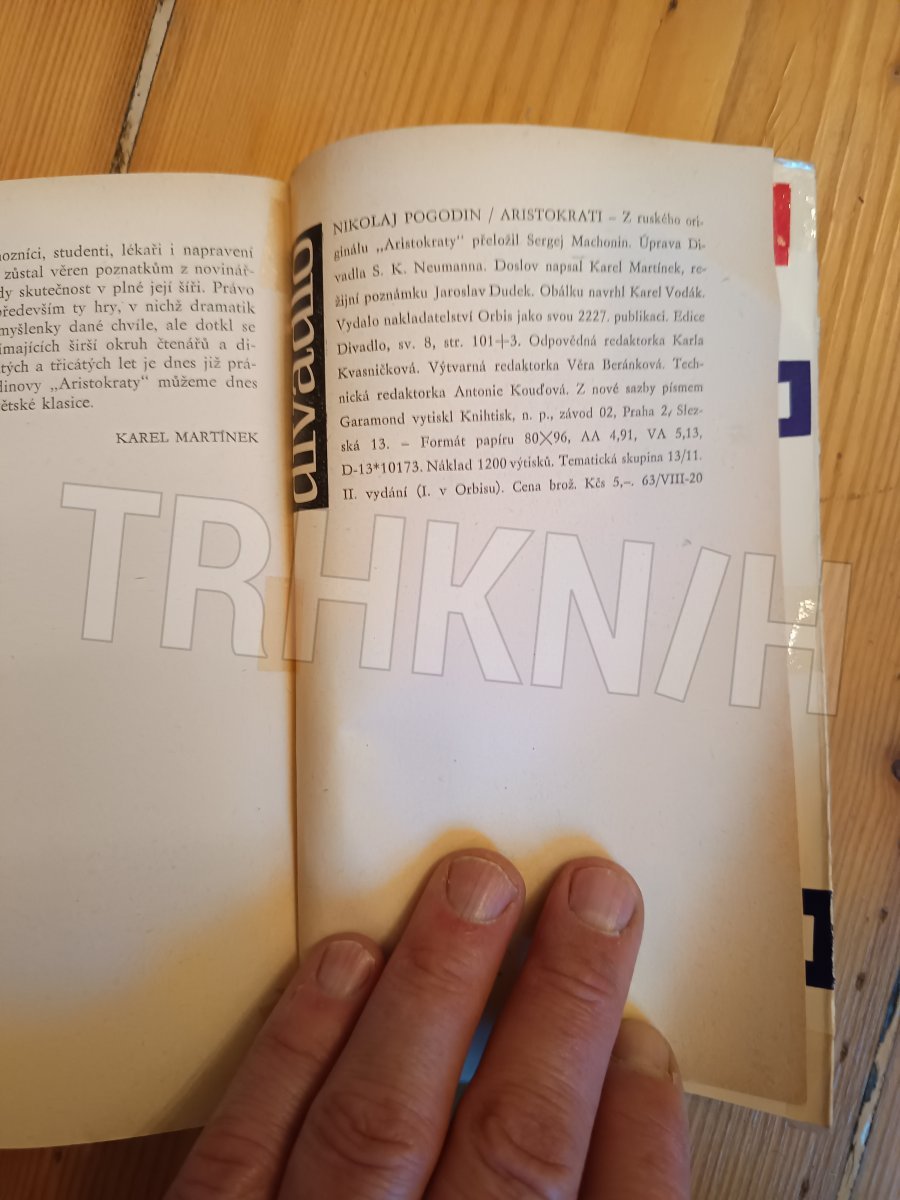 nozníci, studenti, lékaři i napravení
zůstal věren poznatkům z novinář-
dy skutečnost v plné její šíři. Právo
především ty hry, v nichž dramatik
myšlenky dané chvíle, ale dotkl se
ímajících širší okruh čtenářů a di-
tých a třicátých let je dnes již prá-
dinovy „Aristokraty“ můžeme dnes
ětské klasice.
KAREL MARTÍNEK
divadlo
NIKOLAJ POGODIN / ARISTOKRATI – Z ruského ori-
ginálu „Aristokraty“ přeložil Sergej Machonin. Úprava Di-
vadla S. K. Neumanna. Doslov napsal Karel Martínek, re-
žijní poznámku Jaroslav Dudek. Obálku navrhl Karel Vodák.
Vydalo nakladatelství Orbis jako svou 2227. publikaci. Edice
Divadlo, sv. 8, str. 101+3. Odpovědná redaktorka Karla
Kvasničková. Výtvarná redaktorka Věra Beránková. Tech-
nická redaktorka Antonie Kouďová. Z nové sazby písmem
Garamond vytiskl Knihtisk, n. p., závod 02, Praha 2, Slez-
ská 13. – Formát papíru 80×96, AA 4,91, VA 5,13,
D-13*10173. Náklad 1200 výtisků. Tematická skupina 13/11.
II. vydání (I. v Orbisu). Cena brož. Kčs 5,–. 63/VIII-20
TRHKNIH